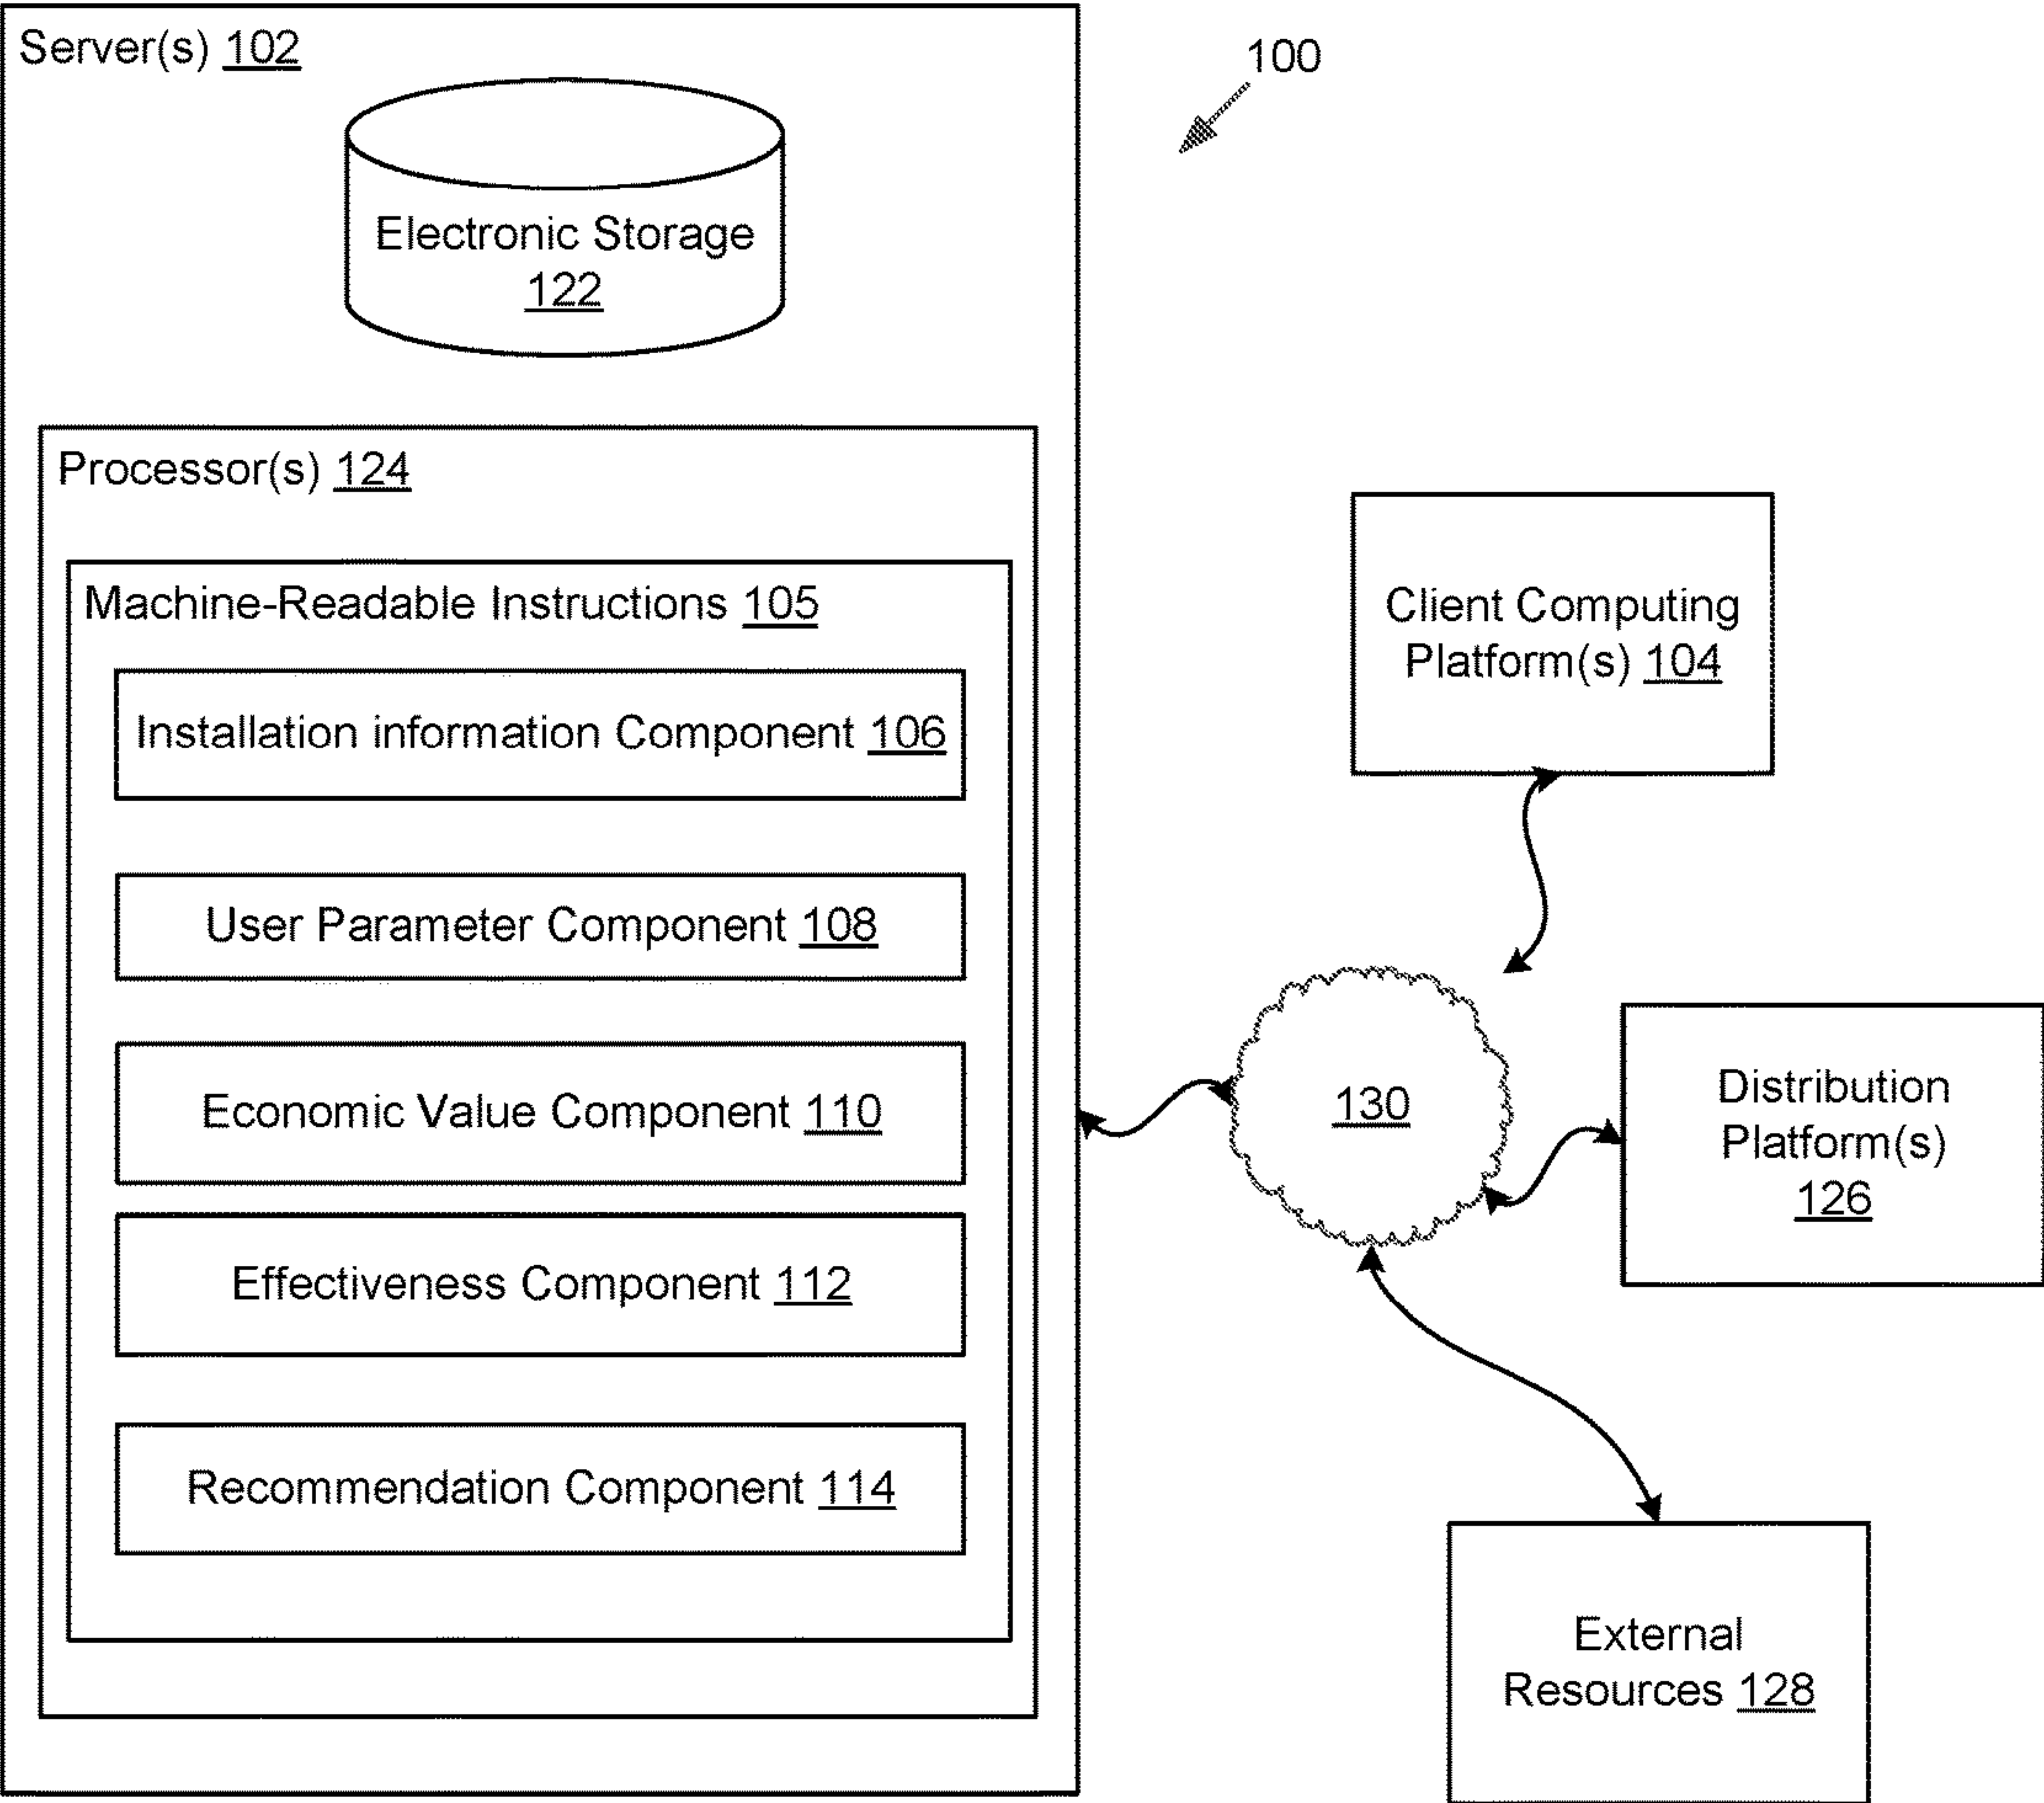 Server(s) 102
100
Electronic Storage
122
Processor(s) 124
Machine-Readable Instructions 105
Installation information Component 106
User Parameter Component 108
Economic Value Component 110
Effectiveness Component 112
Recommendation Component 114
Client Computing
Platform(s) 104
130
Distribution
Platform(s)
126
External
Resources 128